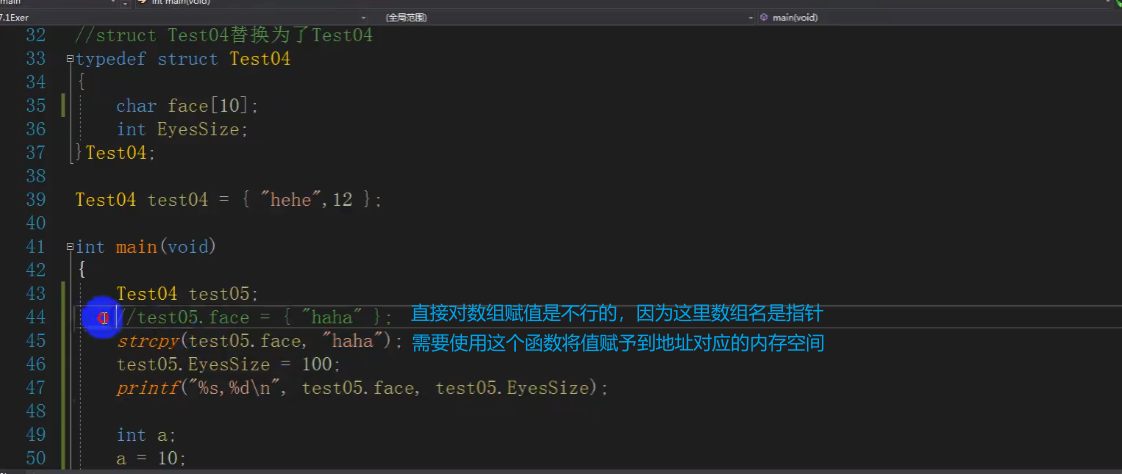 main
int main(void)
7.1Exer
(全局范围)
main(void)
32 //struct Test04替换为了Test04
33 typedef struct Test04
34 {
35 char face[10];
36 int EyesSize;
37 }Test04;
38
39 Test04 test04 = { "hehe",12 };
40
41 int main(void)
42 {
43 Test04 test05;
44 //test05.face = { "haha" }; 直接对数组赋值是不行的，因为这里数组名是指针
45 strcpy(test05.face, "haha"); 需要使用这个函数将值赋予到地址对应的内存空间
46 test05.EyesSize = 100;
47 printf("%s,%d\n", test05.face, test05.EyesSize);
48
49 int a;
50 a = 10;